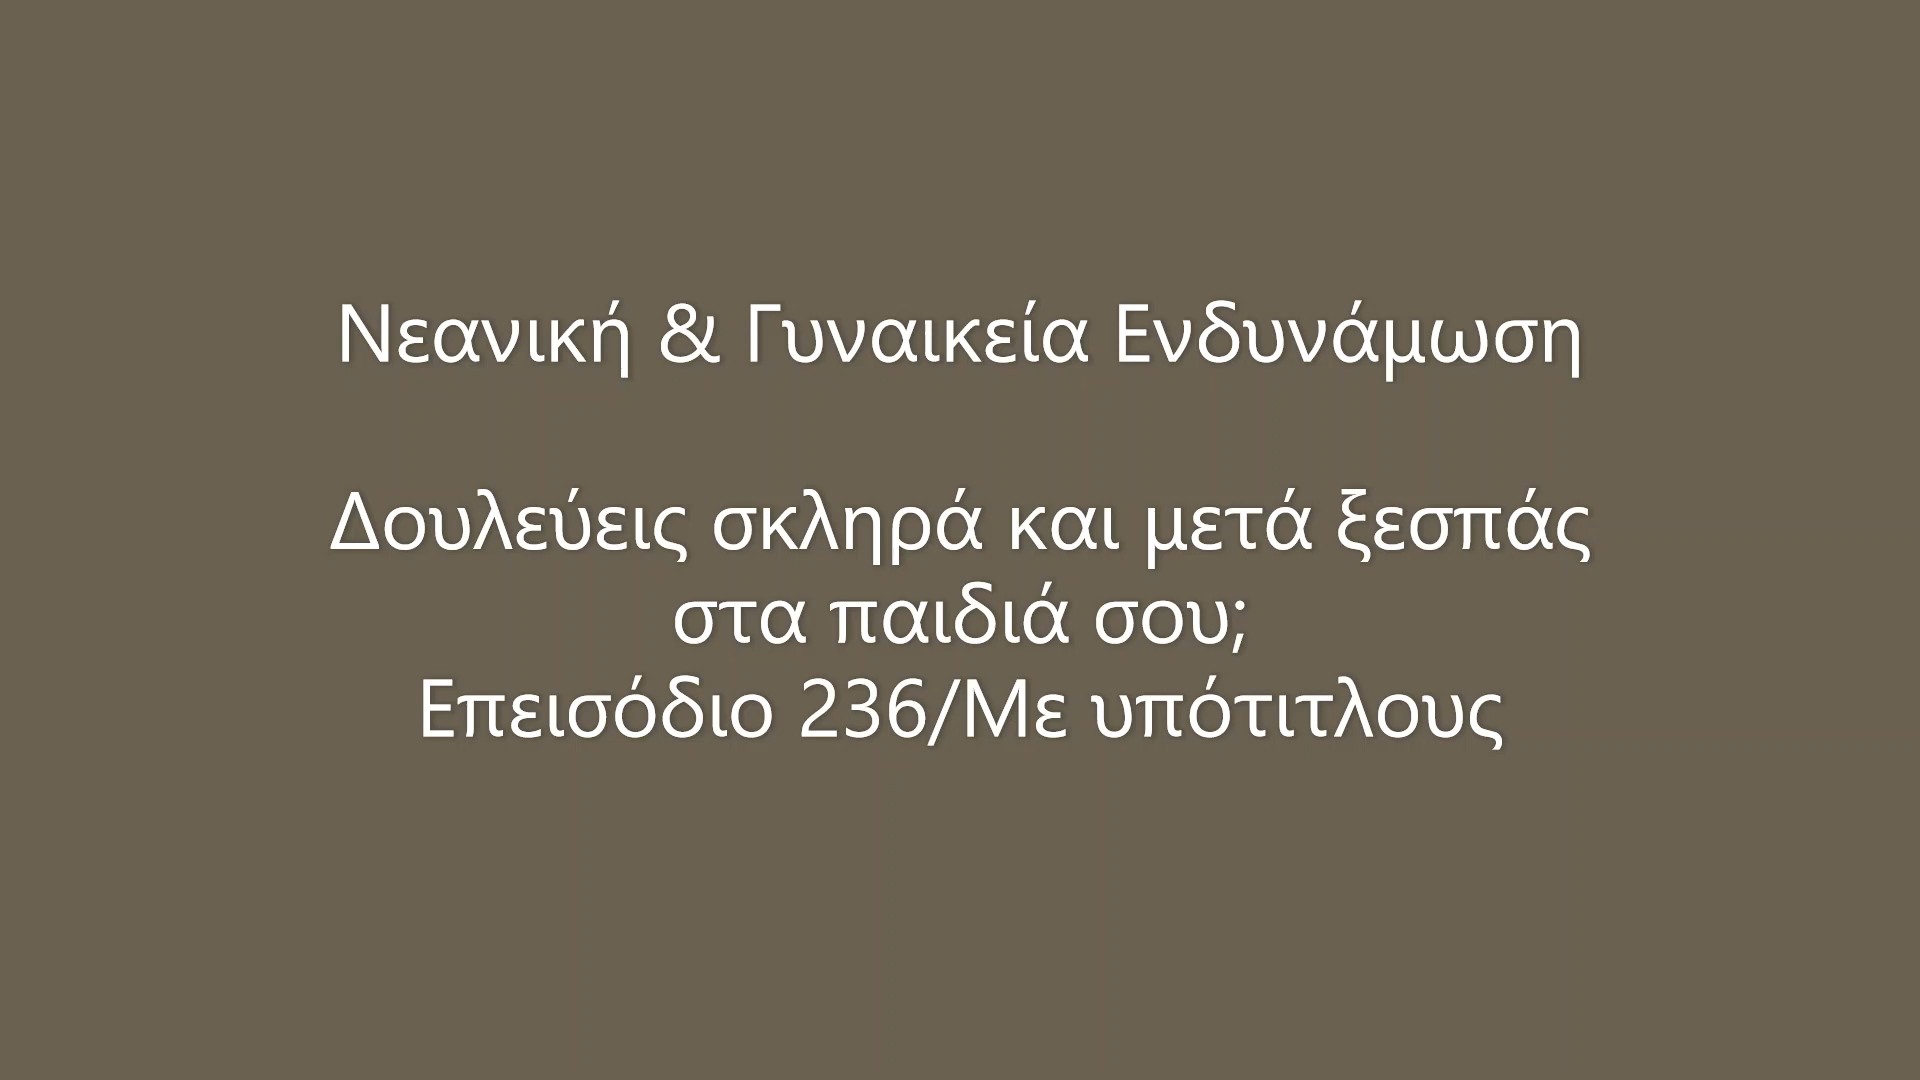 Νεανική & Γυναικεία Ενδυνάμωση
Δουλεύεις σκληρά και μετά ξεσπάς
στα παιδιά σου;
Επεισόδιο 236/Με υπότιτλους